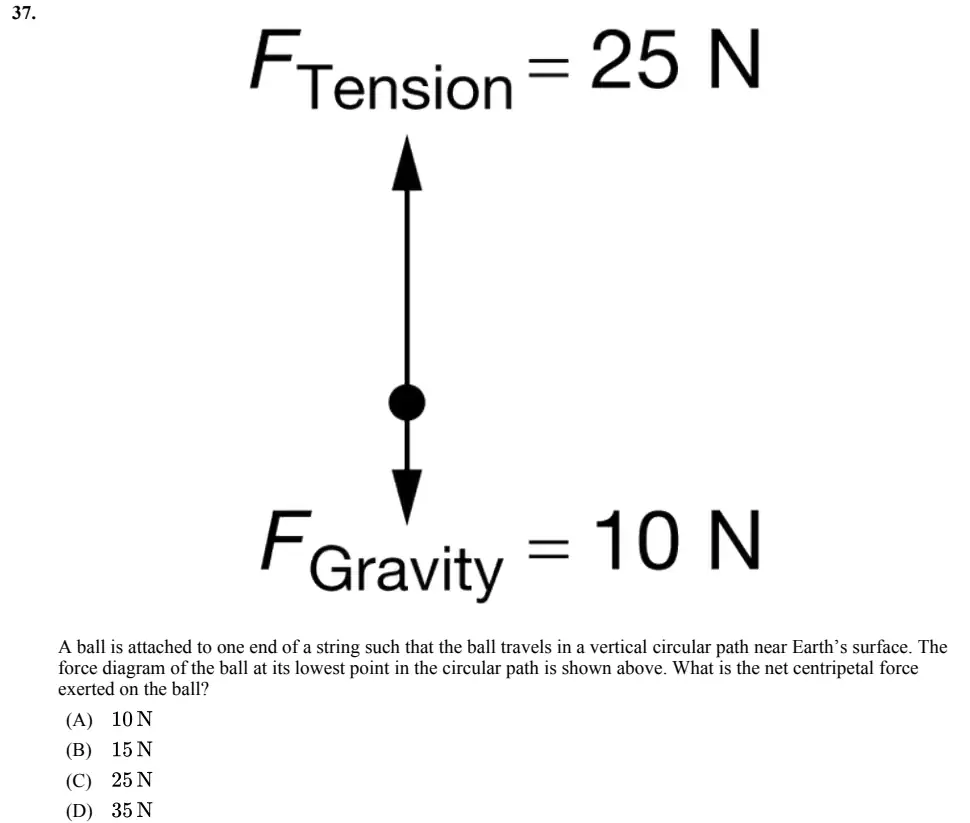 37.
F Tension = 25 N
F Gravity = 10 N
A ball is attached to one end of a string such that the ball travels in a vertical circular path near Earth’s surface. The
force diagram of the ball at its lowest point in the circular path is shown above. What is the net centripetal force
exerted on the ball?
(A) 10 N
(B) 15 N
(C) 25 N
(D) 35 N